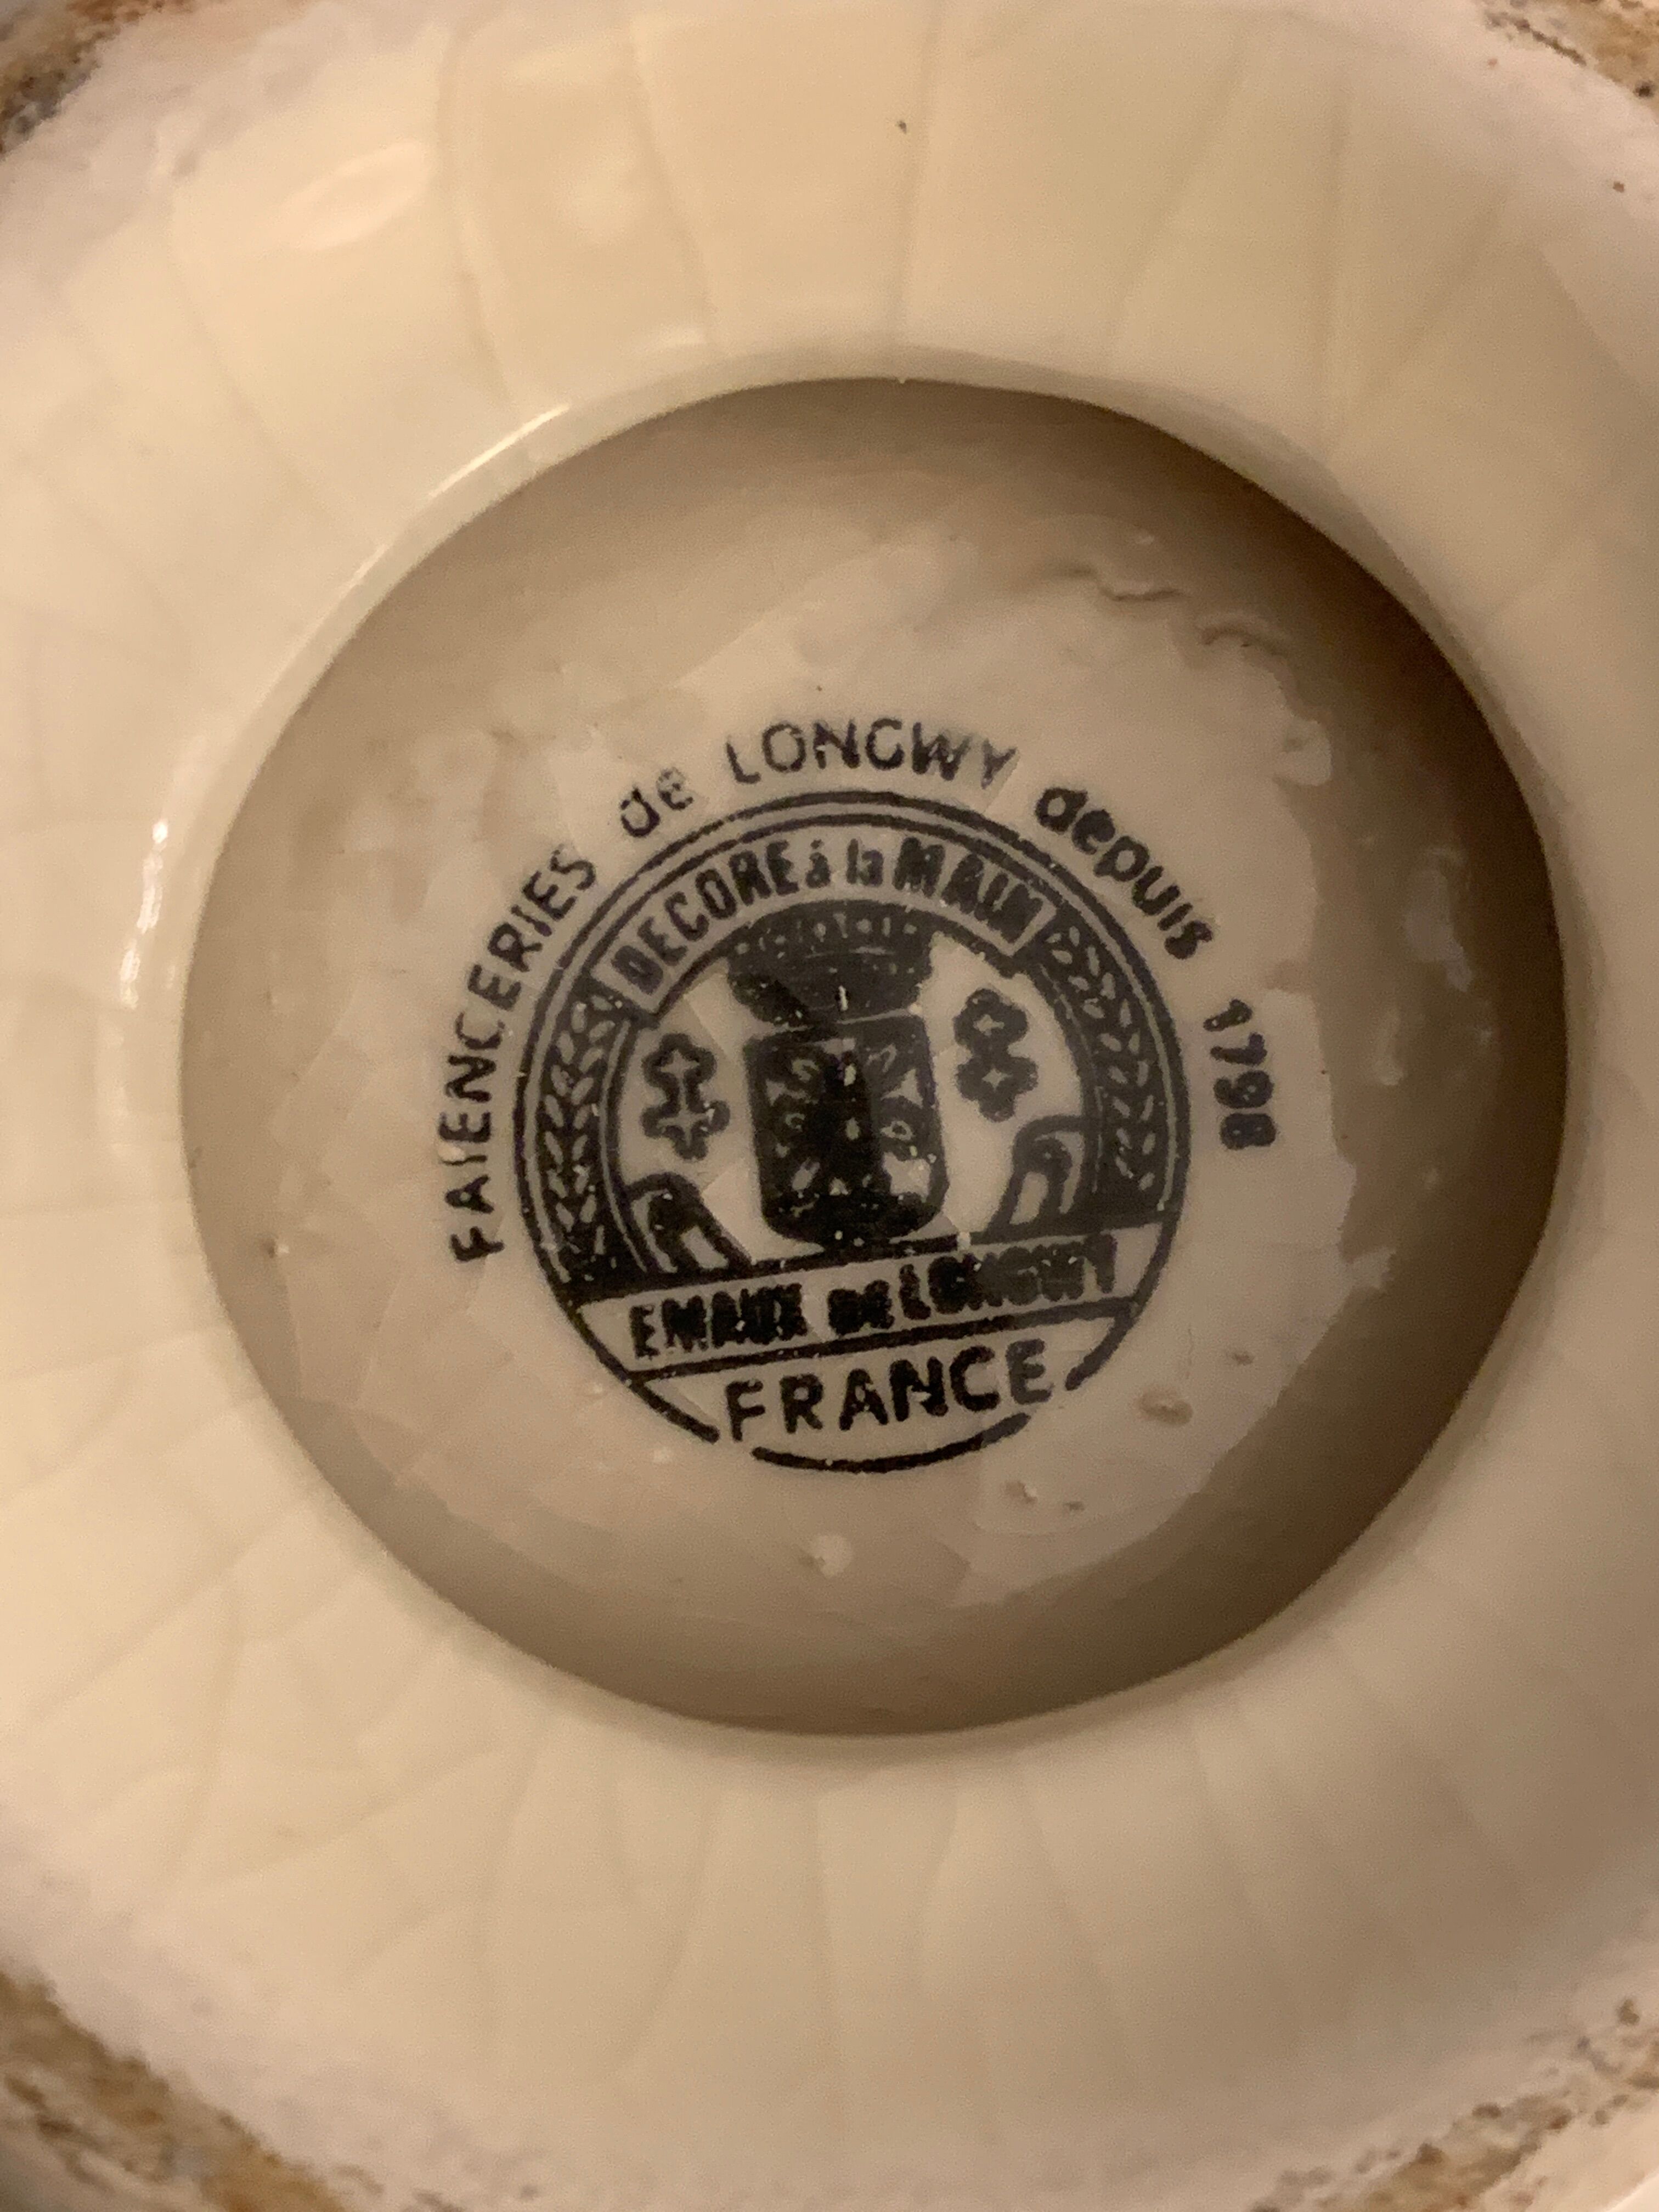 FAIENCERIES de LONGWY depuis 1798
DECORE à la MAIN
EMAUX DE LONGWY
FRANCE